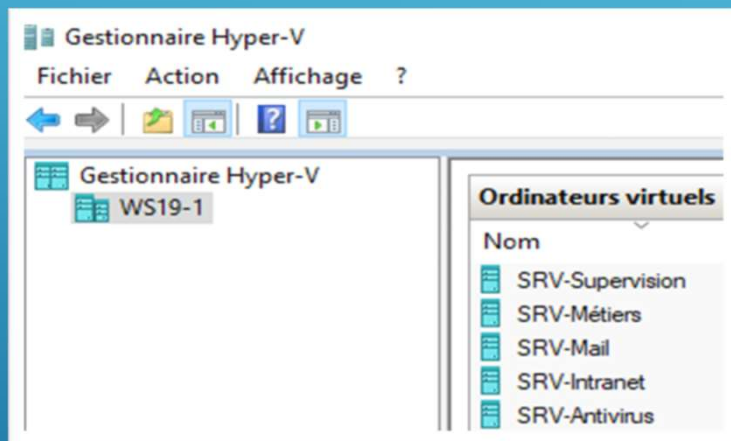 Gestionnaire Hyper-V
Fichier Action Affichage ?
Gestionnaire Hyper-V
WS19-1
Ordinateurs virtuels
Nom
SRV-Supervision
SRV-Métiers
SRV-Mail
SRV-Intranet
SRV-Antivirus